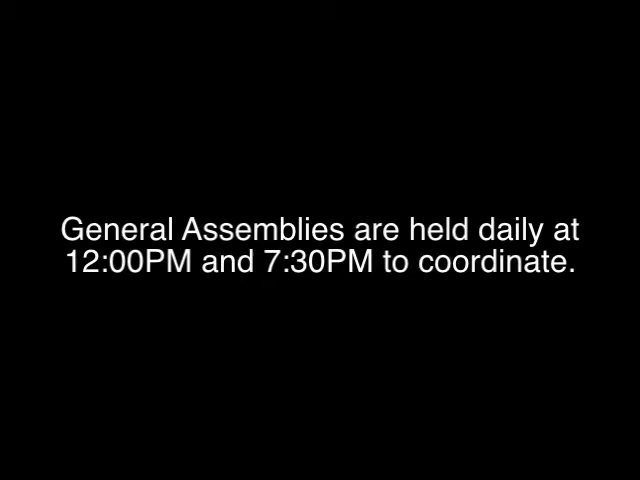 General Assemblies are held daily at
12:00PM and 7:30PM to coordinate.